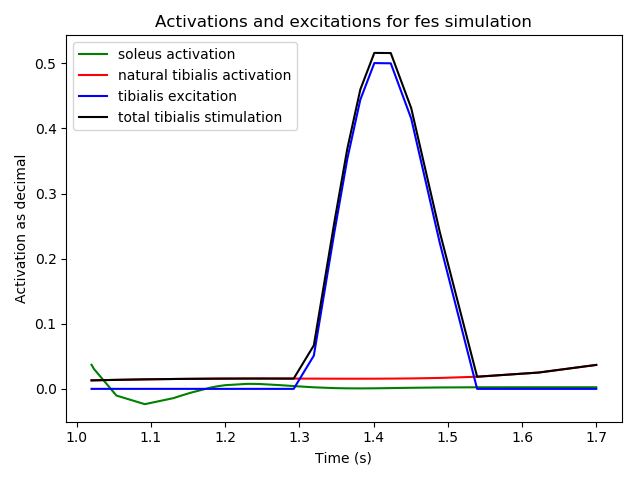 Activations and excitations for fes simulation
soleus activation
natural tibialis activation
tibialis excitation
total tibialis stimulation
Activation as decimal
0.5
0.4
0.3
0.2
0.1
0.0
1.0 1.1 1.2 1.3 1.4 1.5 1.6 1.7
Time (s)